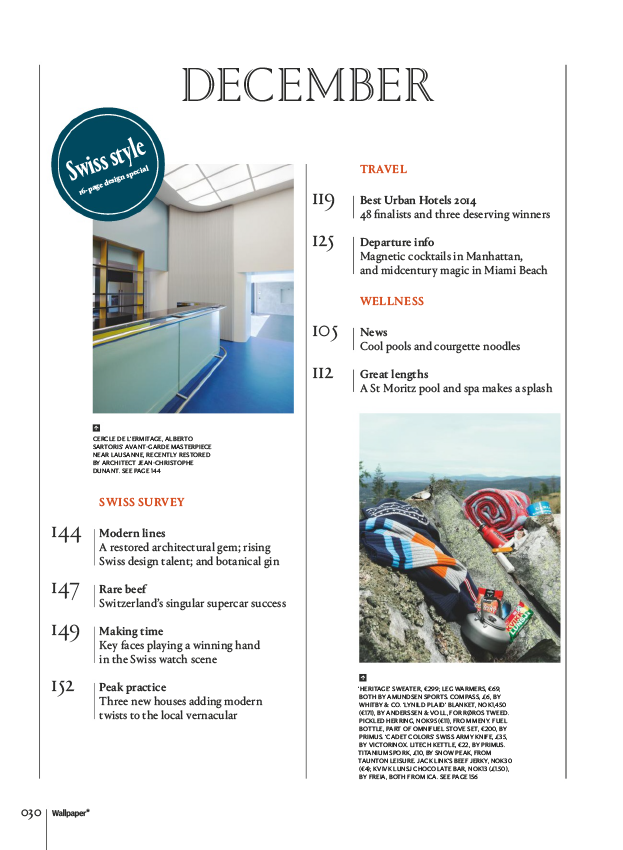 DECEMBER
Swiss style
16-page design special
CERCLE DE L'ERMITAGE, ALBERTO
SARTORIS' AVANT-GARDE MASTERPIECE
NEAR LAUSANNE, RECENTLY RESTORED
BY ARCHITECT JEAN-CHRISTOPHE
DUNANT. SEE PAGE 144
SWISS SURVEY
144 Modern lines
A restored architectural gem; rising
Swiss design talent; and botanical gin
147 Rare beef
Switzerland's singular supercar success
149 Making time
Key faces playing a winning hand
in the Swiss watch scene
152 Peak practice
Three new houses adding modern
twists to the local vernacular
TRAVEL
119 Best Urban Hotels 2014
48 finalists and three deserving winners
125 Departure info
Magnetic cocktails in Manhattan,
and midcentury magic in Miami Beach
WELLNESS
105 News
Cool pools and courgette noodles
112 Great lengths
A St Moritz pool and spa makes a splash
'HERITAGE' SWEATER, €299; LEG WARMERS, €69,
BOTH BY AMUNDSEN SPORTS. COMPASS, £6, BY
WHITBY & CO. 'LYNILD PLAID' BLANKET, NOK1,450
(€171), BY ANDERSSEN & VOLL, FOR RØROS TWEED.
PICKLED HERRING, NOK95 (€11), FROM MENY. FUEL
BOTTLE, PART OF OMNIFUEL STOVE SET, €200, BY
PRIMUS. 'CADET COLORS' SWISS ARMY KNIFE, £35,
BY VICTORINOX. LITECH KETTLE, €22, BY PRIMUS.
TITANIUM SPORK, £10, BY SNOW PEAK, FROM
TAUNTON LEISURE. JACK LINK'S BEEF JERKY, NOK30
(€4); KVIKK LUNSJ CHOCOLATE BAR, NOK13 (£1.50),
BY FREIA, BOTH FROM ICA. SEE PAGE 156
030 Wallpaper*